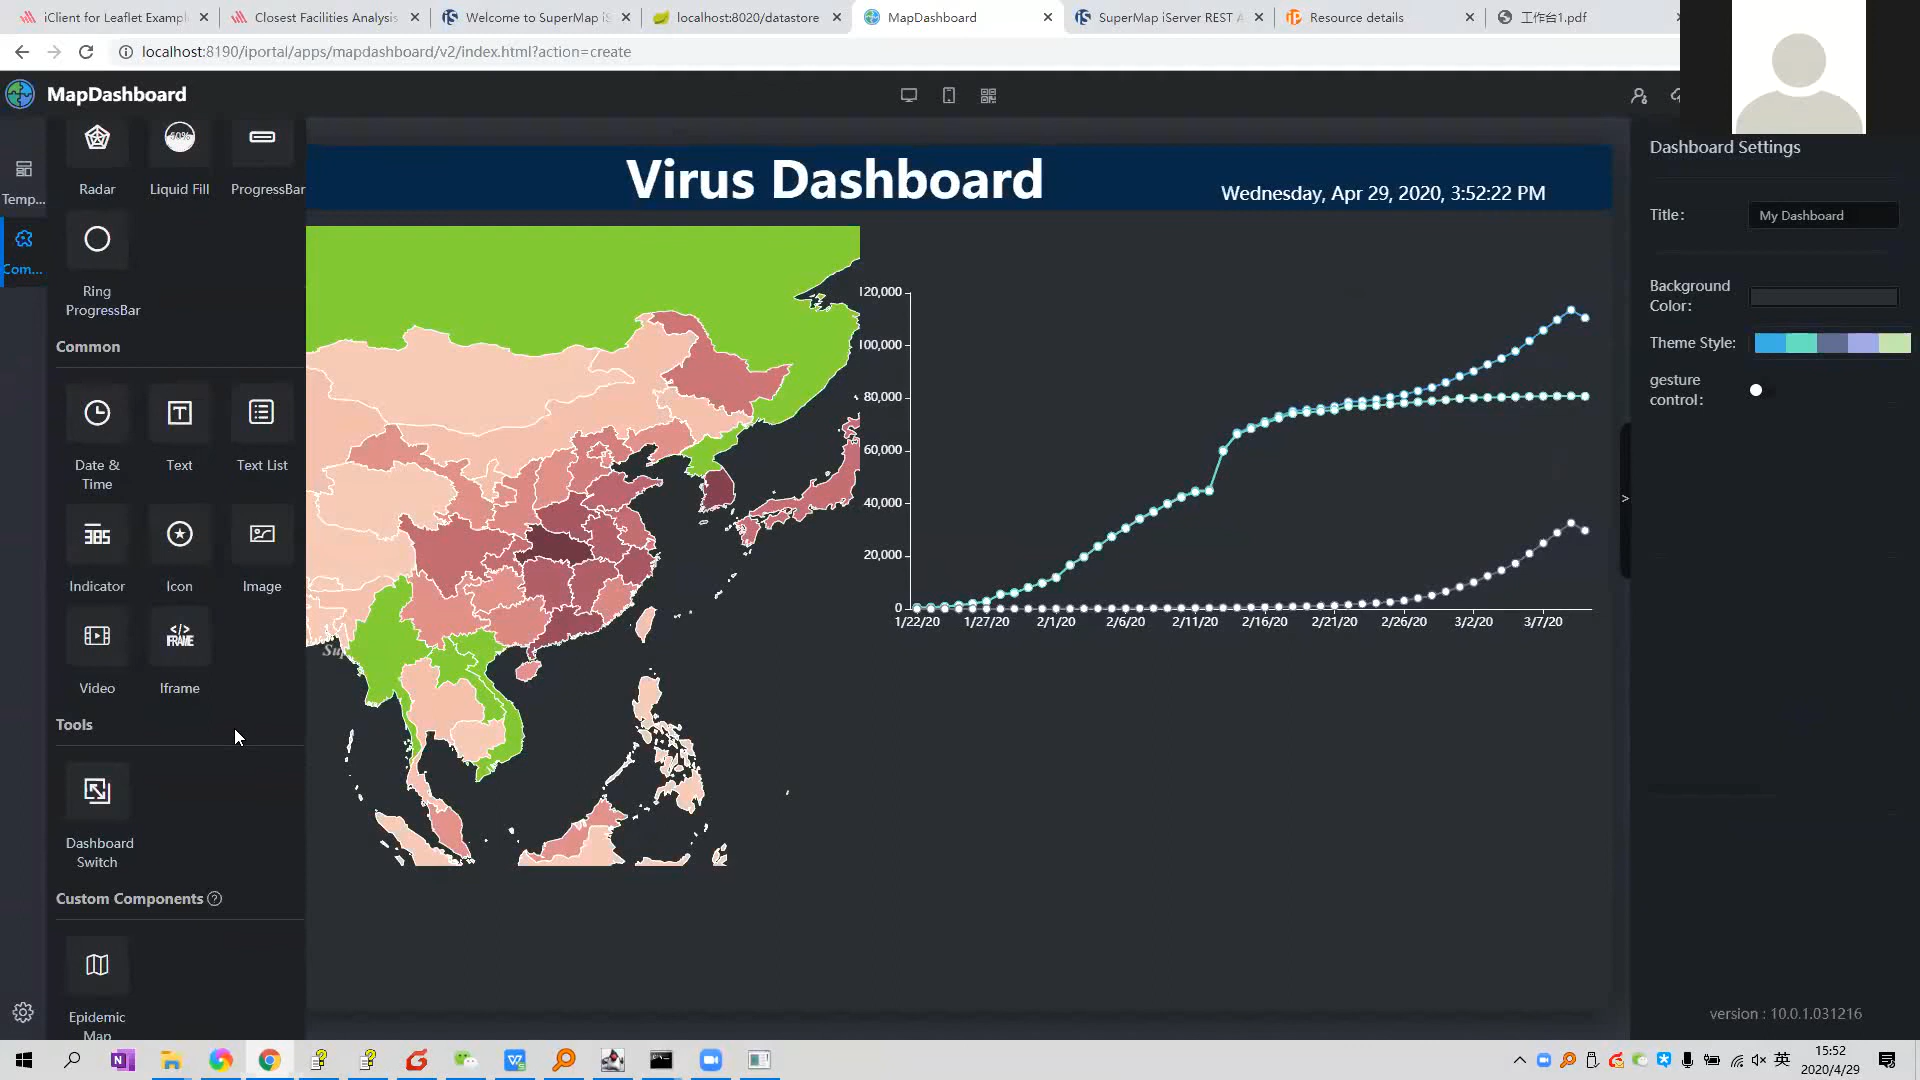 iClient for Leaflet Exampl
Closest Facilities Analysis
Welcome to SuperMap iS
localhost:8020/datastore
MapDashboard
SuperMap iServer REST A
Resource details
工作台1.pdf
localhost:8190/iportal/apps/mapdashboard/v2/index.html?action=create
MapDashboard
Temp...
Com...
Radar
Liquid Fill
60%
ProgressBar
Ring
ProgressBar
Common
Date &
Time
Text
Text List
Indicator
Icon
Image
IFRAME
Video
Iframe
Tools
Dashboard
Switch
Custom Components
Epidemic
Map
Virus Dashboard
Wednesday, Apr 29, 2020, 3:52:22 PM
Sup
120,000
100,000
80,000
60,000
40,000
20,000
0
1/22/20
1/27/20
2/1/20
2/6/20
2/11/20
2/16/20
2/21/20
2/26/20
3/2/20
3/7/20
Dashboard Settings
Title:
My Dashboard
Background
Color:
Theme Style:
gesture
control:
version : 10.0.1.031216
英
15:52
2020/4/29